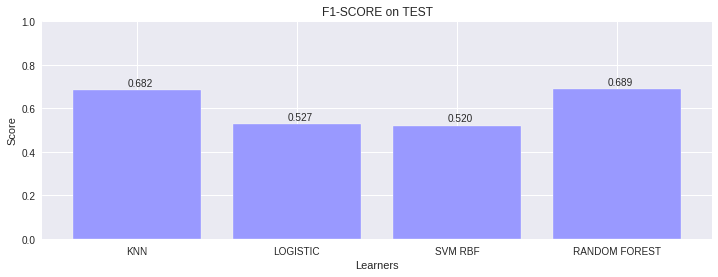 F1-SCORE on TEST
1.0
0.8
0.6
0.4
0.2
0.0
Score
0.682
0.527
0.520
0.689
KNN
LOGISTIC
SVM RBF
RANDOM FOREST
Learners